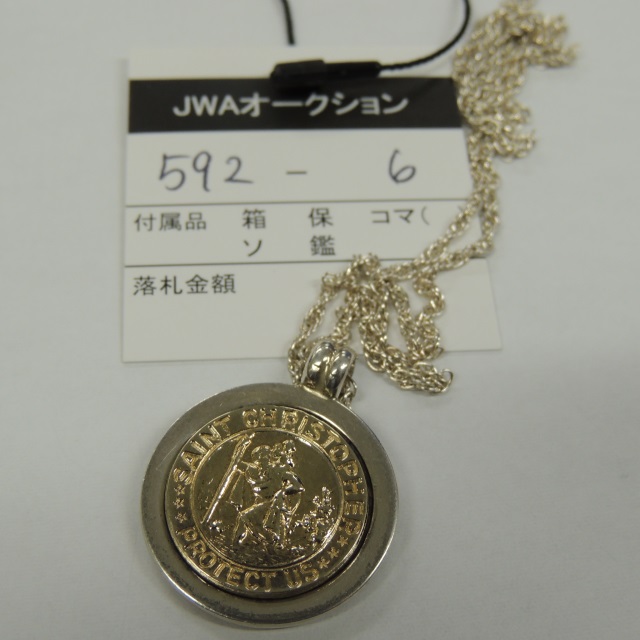 JWAオークション
592 - 6
付属品 箱 保 コマ(
ソ 鑑
落札金額
SAINT CHRISTOPHER
PROTECT US